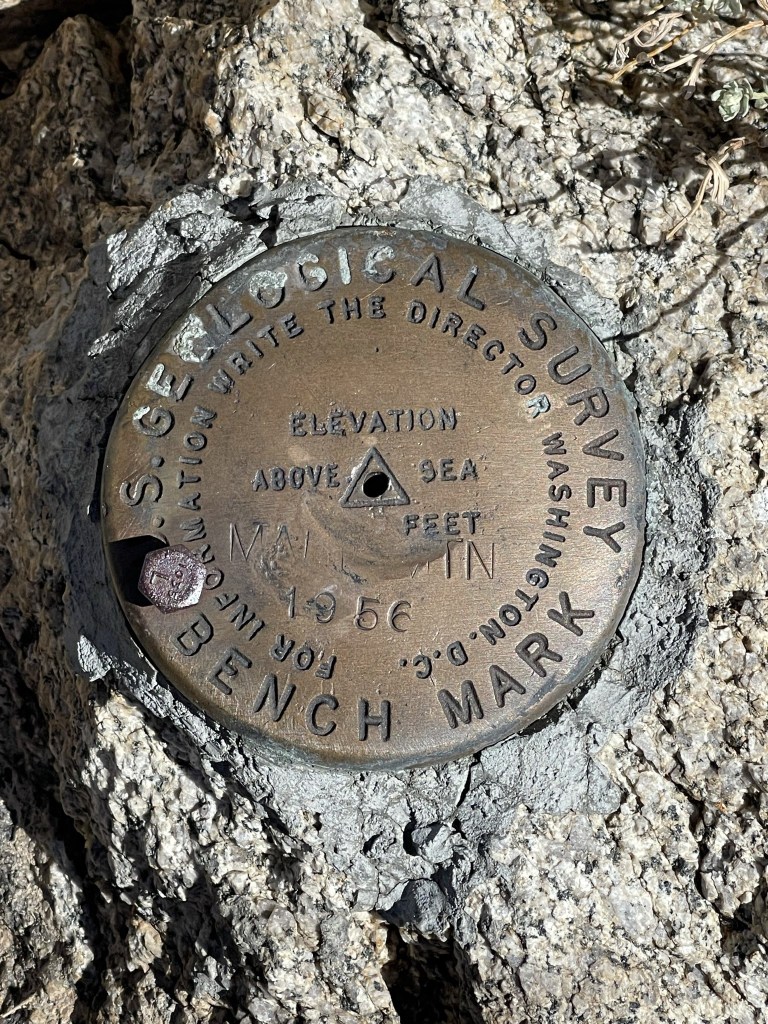 U.S. GEOLOGICAL SURVEY
FOR INFORMATION WRITE THE DIRECTOR WASHINGTON. D.C.
ELEVATION
ABOVE SEA
FEET
1956
BENCH MARK